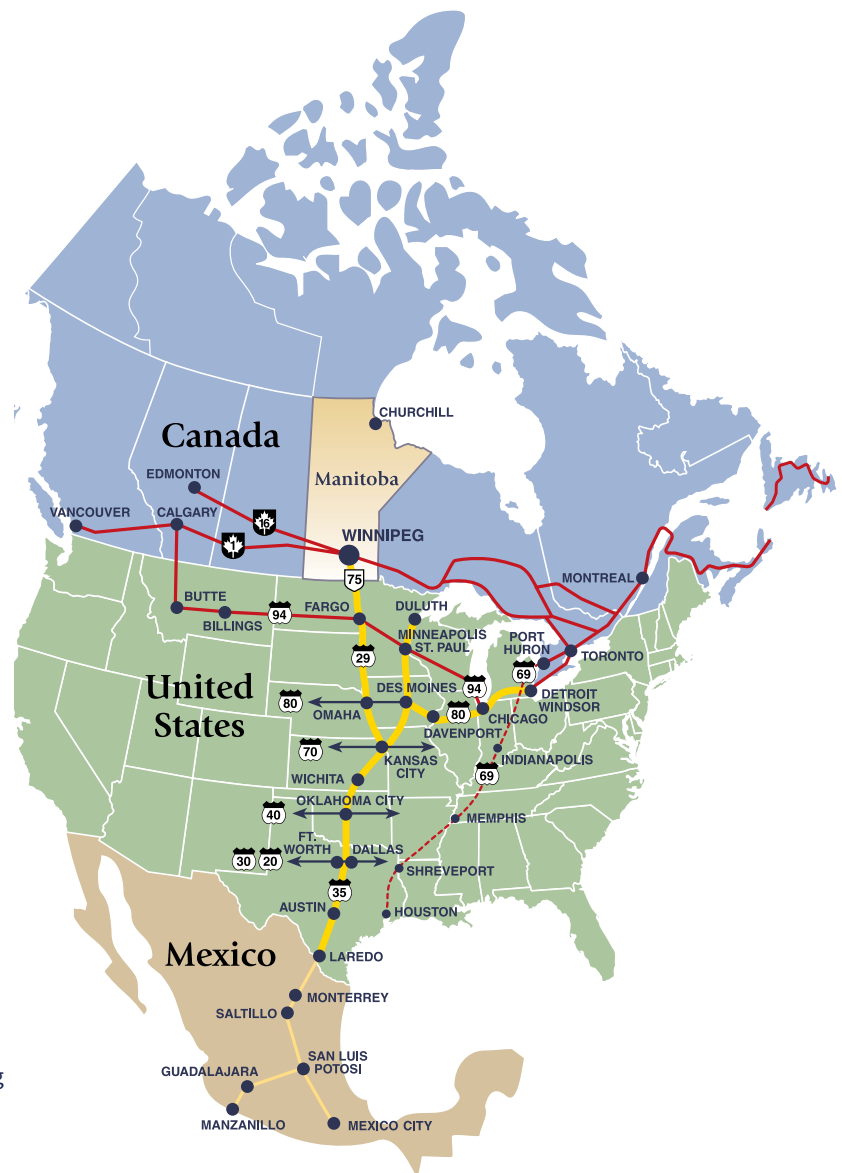 CHURCHILL
Canada
EDMONTON
Manitoba
VANCOUVER
CALGARY
16
1
WINNIPEG
75
MONTREAL
BUTTE
BILLINGS
94
FARGO
DULUTH
MINNEAPOLIS
ST. PAUL
PORT
HURON
TORONTO
29
69
United
States
94
DES MOINES
DETROIT
WINDSOR
80
OMAHA
80
CHICAGO
DAVENPORT
70
KANSAS
CITY
INDIANAPOLIS
69
WICHITA
OKLAHOMA CITY
40
MEMPHIS
FT.
WORTH
DALLAS
30
20
SHREVEPORT
35
AUSTIN
HOUSTON
Mexico
LAREDO
MONTERREY
SALTILLO
SAN LUIS
POTOSI
GUADALAJARA
g
MANZANILLO
MEXICO CITY